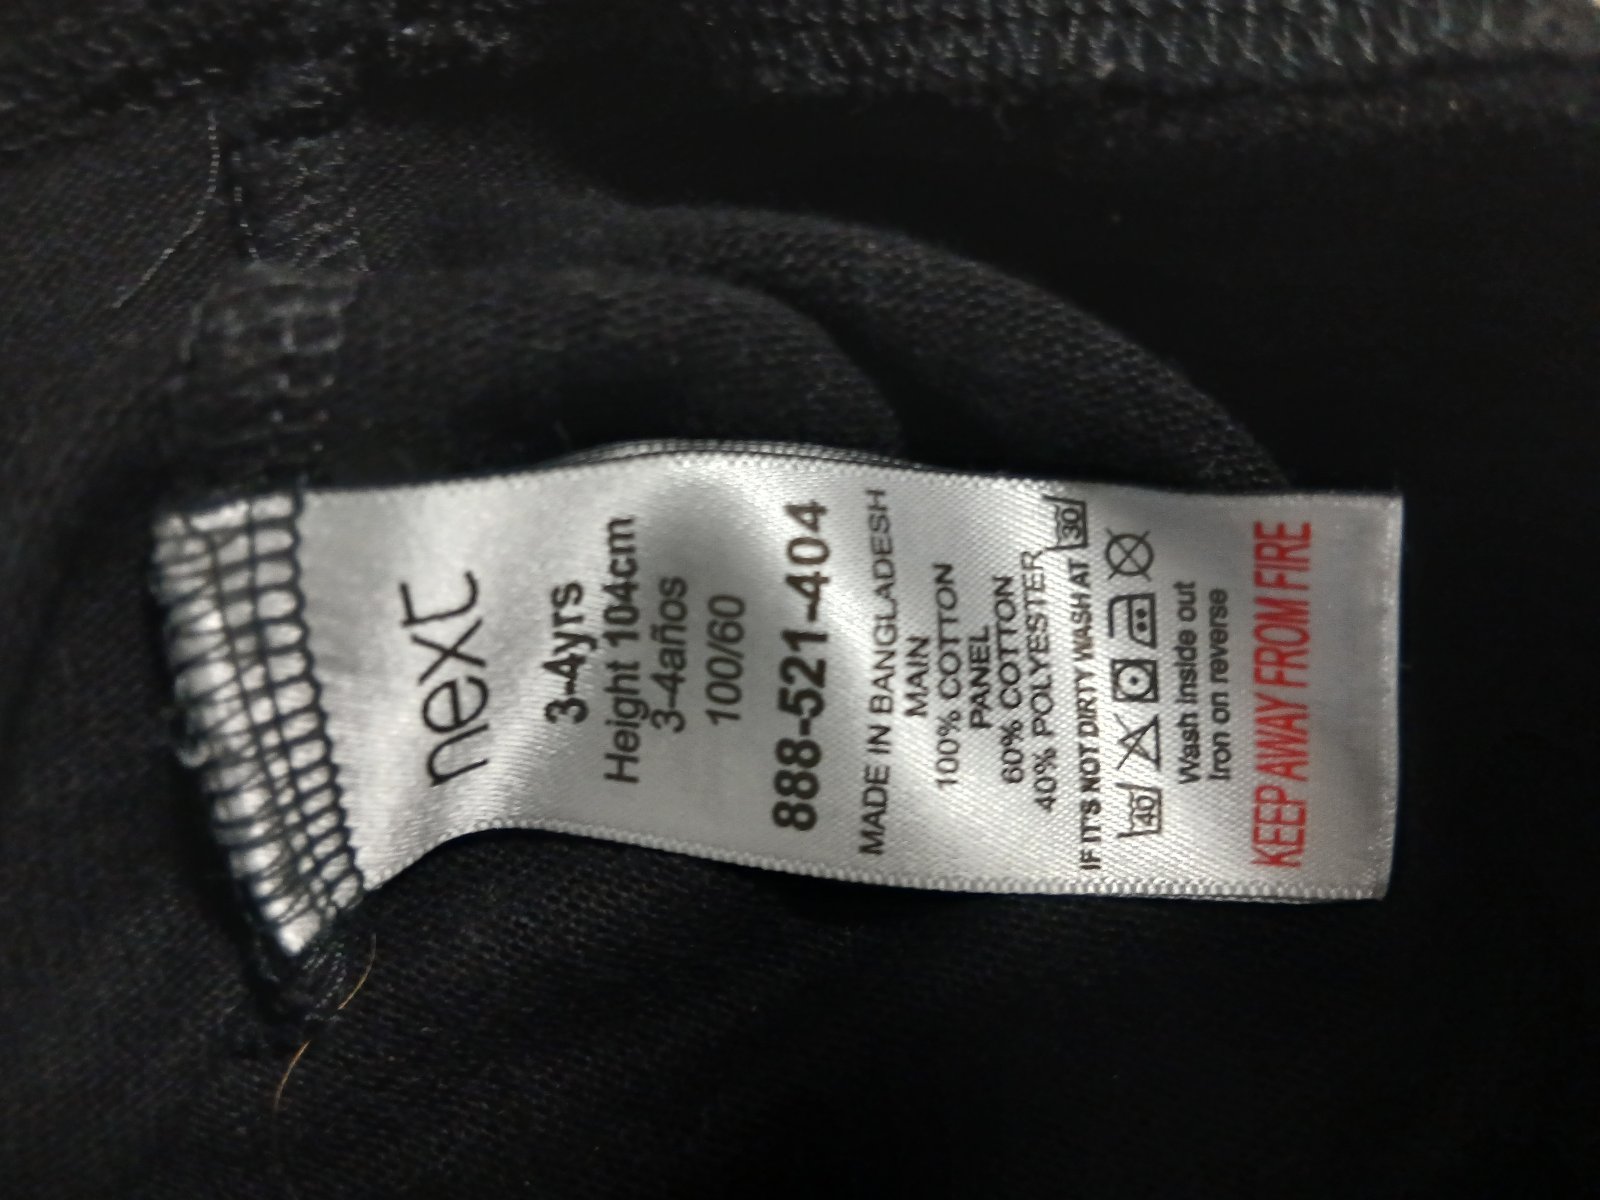 next
3-4yrs
Height 104cm
3-4años
100/60
888-521-404
MADE IN BANGLADESH
MAIN
100% COTTON
PANEL
60% COTTON
40% POLYESTER
IF IT'S NOT DIRTY WASH AT 30
40
Wash inside out
Iron on reverse
KEEP AWAY FROM FIRE